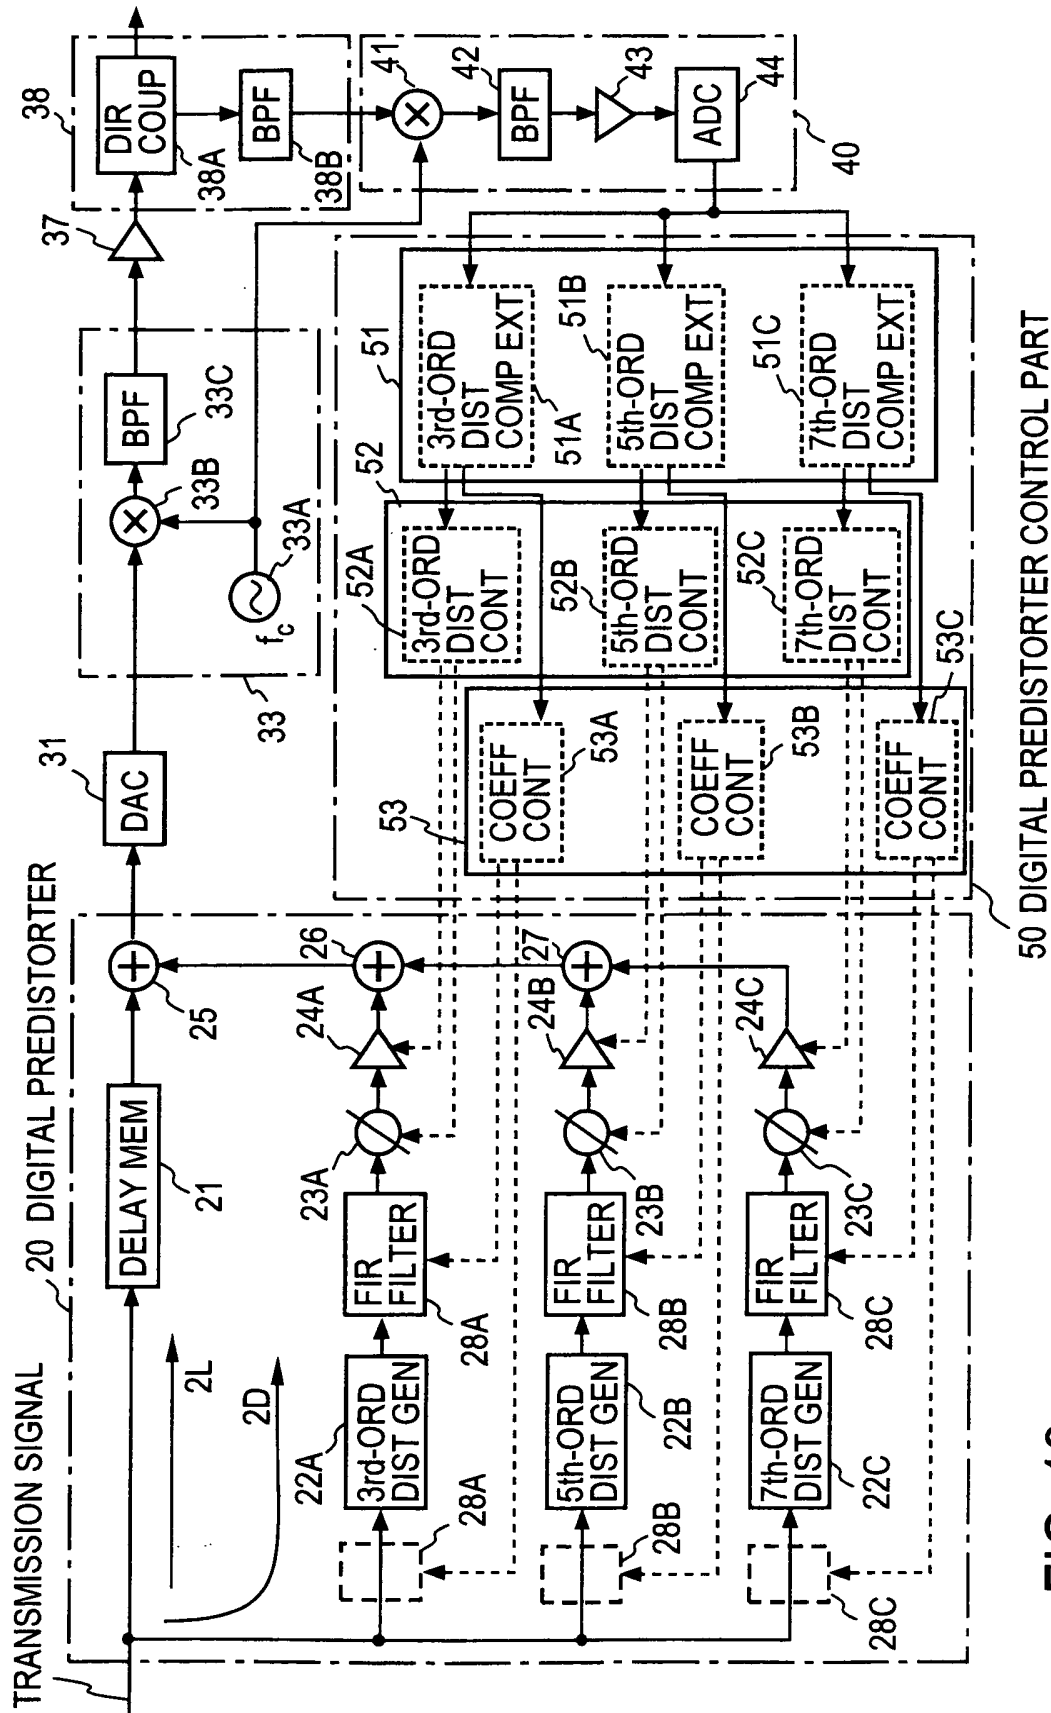 TRANSMISSION SIGNAL
20 DIGITAL PREDISTORTER
2L
2D
DELAY MEM
21
25
22A
3rd-ORD
DIST GEN
28A
FIR
FILTER
28A
23A
24A
26
28B
5th-ORD
DIST GEN
22B
FIR
FILTER
28B
23B
24B
27
28C
7th-ORD
DIST GEN
22C
FIR
FILTER
28C
23C
24C
DAC
31
33
33A
fc
33B
BPF
33C
37
38
DIR
COUP
38A
BPF
38B
41
42
BPF
43
ADC
44
40
51
3rd-ORD
DIST
COMP EXT
51A
51B
5th-ORD
DIST
COMP EXT
51C
7th-ORD
DIST
COMP EXT
52
52A
3rd-ORD
DIST
CONT
52B
5th-ORD
DIST
CONT
52C
7th-ORD
DIST
CONT
53
COEFF
CONT
53A
COEFF
CONT
53B
COEFF
CONT
53C
50 DIGITAL PREDISTORTER CONTROL PART